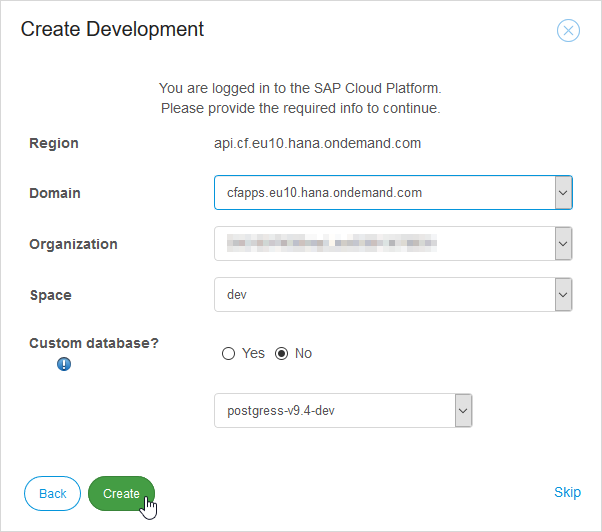 Create Development
You are logged in to the SAP Cloud Platform.
Please provide the required info to continue.
Region api.cf.eu10.hana.ondemand.com
Domain cfapps.eu10.hana.ondemand.com
Organization
Space dev
Custom database? Yes No
postgress-v9.4-dev
Back Create Skip